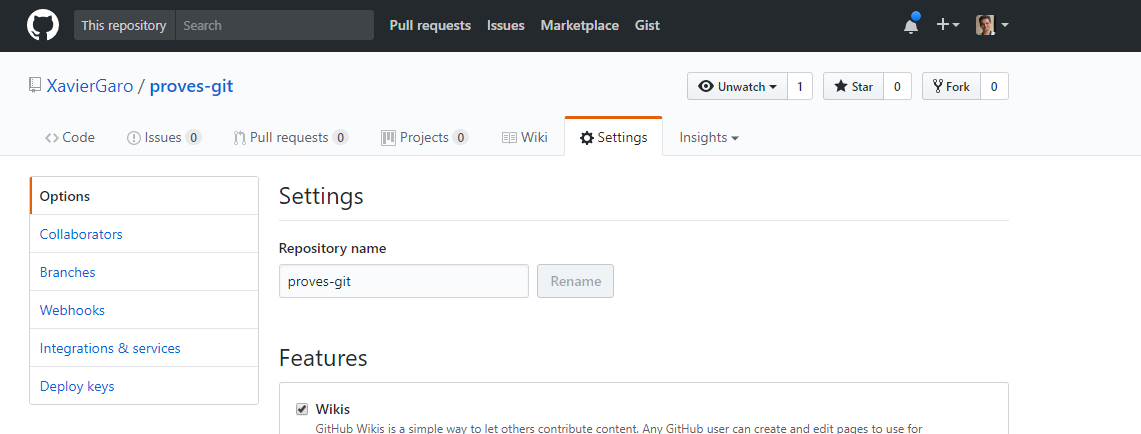 This repository Search Pull requests Issues Marketplace Gist
XavierGaro / proves-git Unwatch 1 Star 0 Fork 0
Code Issues 0 Pull requests 0 Projects 0 Wiki Settings Insights
Options
Collaborators
Branches
Webhooks
Integrations & services
Deploy keys
Settings
Repository name
proves-git Rename
Features
Wikis
GitHub Wikis is a simple way to let others contribute content. Any GitHub user can create and edit pages to use for